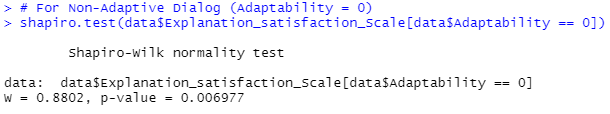 > # For Non-Adaptive Dialog (Adaptability = 0)
> shapiro.test(data$Explanation_satisfaction_Scale[data$Adaptability == 0])
Shapiro-Wilk normality test
data:  data$Explanation_satisfaction_Scale[data$Adaptability == 0]
W = 0.8802, p-value = 0.006977